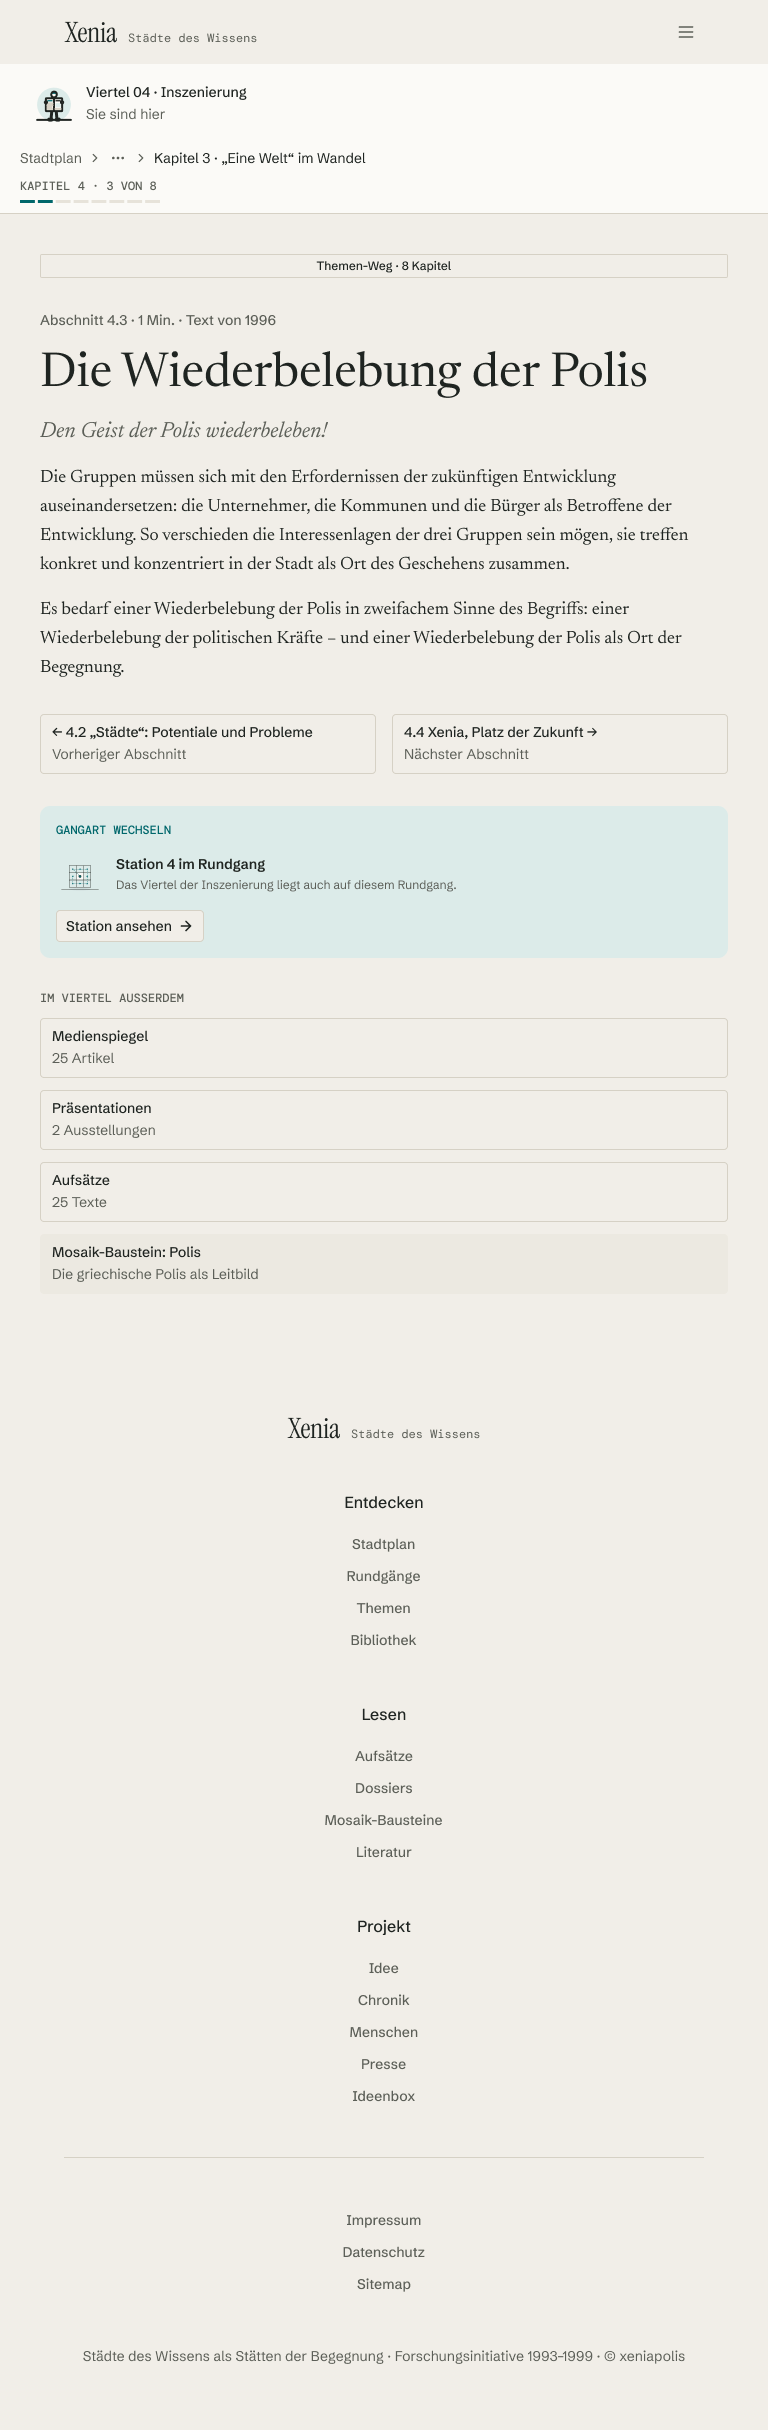 Xenia Städte des Wissens
Viertel 04 · Inszenierung
Sie sind hier
Stadtplan > ··· > Kapitel 3 · „Eine Welt“ im Wandel
KAPITEL 4 · 3 VON 8
Themen-Weg · 8 Kapitel
Abschnitt 4.3 · 1 Min. · Text von 1996
Die Wiederbelebung der Polis
Den Geist der Polis wiederbeleben!
Die Gruppen müssen sich mit den Erfordernissen der zukünftigen Entwicklung
auseinandersetzen: die Unternehmer, die Kommunen und die Bürger als Betroffene der
Entwicklung. So verschieden die Interessenlagen der drei Gruppen sein mögen, sie treffen
konkret und konzentriert in der Stadt als Ort des Geschehens zusammen.
Es bedarf einer Wiederbelebung der Polis in zweifachem Sinne des Begriffs: einer
Wiederbelebung der politischen Kräfte – und einer Wiederbelebung der Polis als Ort der
Begegnung.
← 4.2 „Städte“: Potentiale und Probleme
Vorheriger Abschnitt
4.4 Xenia, Platz der Zukunft →
Nächster Abschnitt
GANGART WECHSELN
Station 4 im Rundgang
Das Viertel der Inszenierung liegt auch auf diesem Rundgang.
Station ansehen →
IM VIERTEL AUSSERDEM
Medienspiegel
25 Artikel
Präsentationen
2 Ausstellungen
Aufsätze
25 Texte
Mosaik-Baustein: Polis
Die griechische Polis als Leitbild
Xenia Städte des Wissens
Entdecken
Stadtplan
Rundgänge
Themen
Bibliothek
Lesen
Aufsätze
Dossiers
Mosaik-Bausteine
Literatur
Projekt
Idee
Chronik
Menschen
Presse
Ideenbox
Impressum
Datenschutz
Sitemap
Städte des Wissens als Stätten der Begegnung · Forschungsinitiative 1993–1999 · © xeniapolis